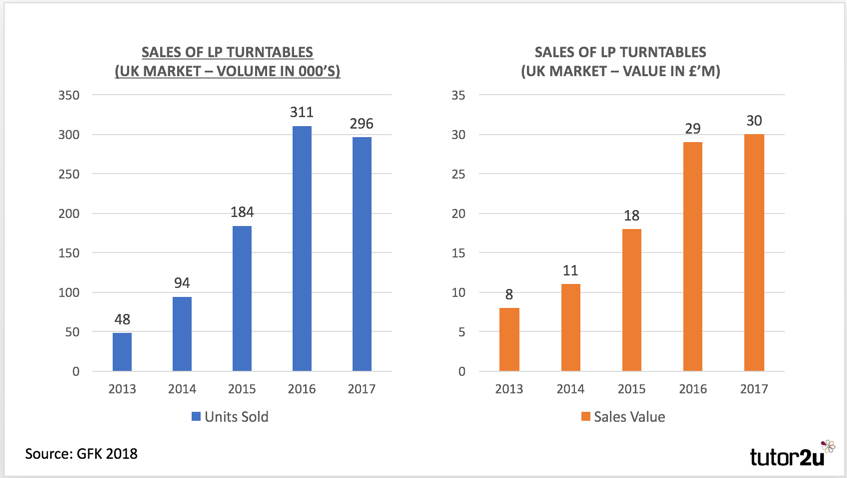 SALES OF LP TURNTABLES
(UK MARKET – VOLUME IN 000'S)
350
300
250
200
150
100
50
0
48
94
184
311
296
2013 2014 2015 2016 2017
Units Sold
SALES OF LP TURNTABLES
(UK MARKET – VALUE IN £'M)
35
30
25
20
15
10
5
0
8
11
18
29
30
2013 2014 2015 2016 2017
Sales Value
Source: GFK 2018
tutor2u